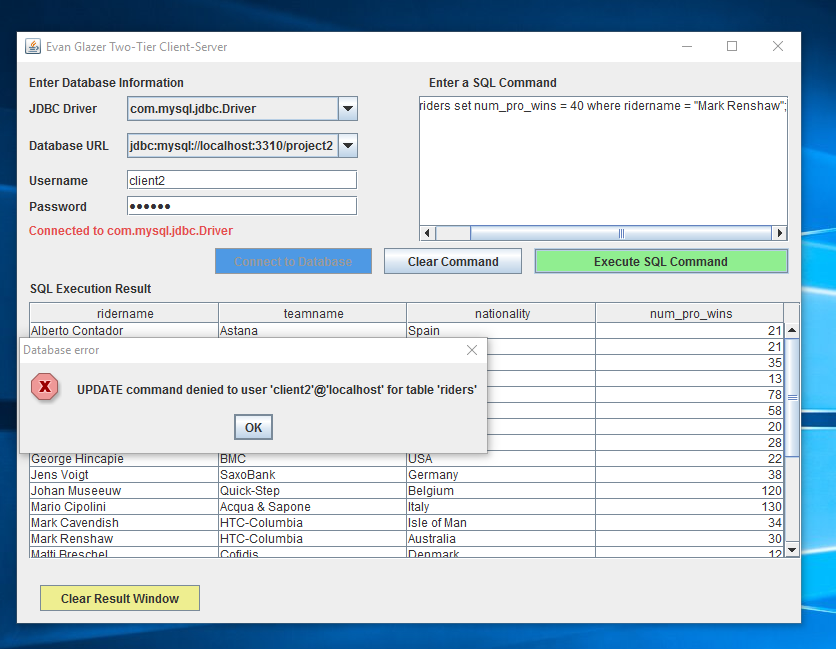 Evan Glazer Two-Tier Client-Server
Enter Database Information
Enter a SQL Command
JDBC Driver com.mysql.jdbc.Driver
riders set num_pro_wins = 40 where ridername = "Mark Renshaw";
Database URL jdbc:mysql://localhost:3310/project2
Username client2
Password ●●●●●●
Connected to com.mysql.jdbc.Driver
Connect to Database Clear Command Execute SQL Command
SQL Execution Result
ridername teamname nationality num_pro_wins
Alberto Contador Astana Spain 21
21
35
13
78
58
20
28
Database error
UPDATE command denied to user 'client2'@'localhost' for table 'riders'
OK
George Hincapie BMC USA 22
Jens Voigt SaxoBank Germany 38
Johan Museeuw Quick-Step Belgium 120
Mario Cipolini Acqua & Sapone Italy 130
Mark Cavendish HTC-Columbia Isle of Man 34
Mark Renshaw HTC-Columbia Australia 30
Matti Breschel Cofidis Denmark 12
Clear Result Window